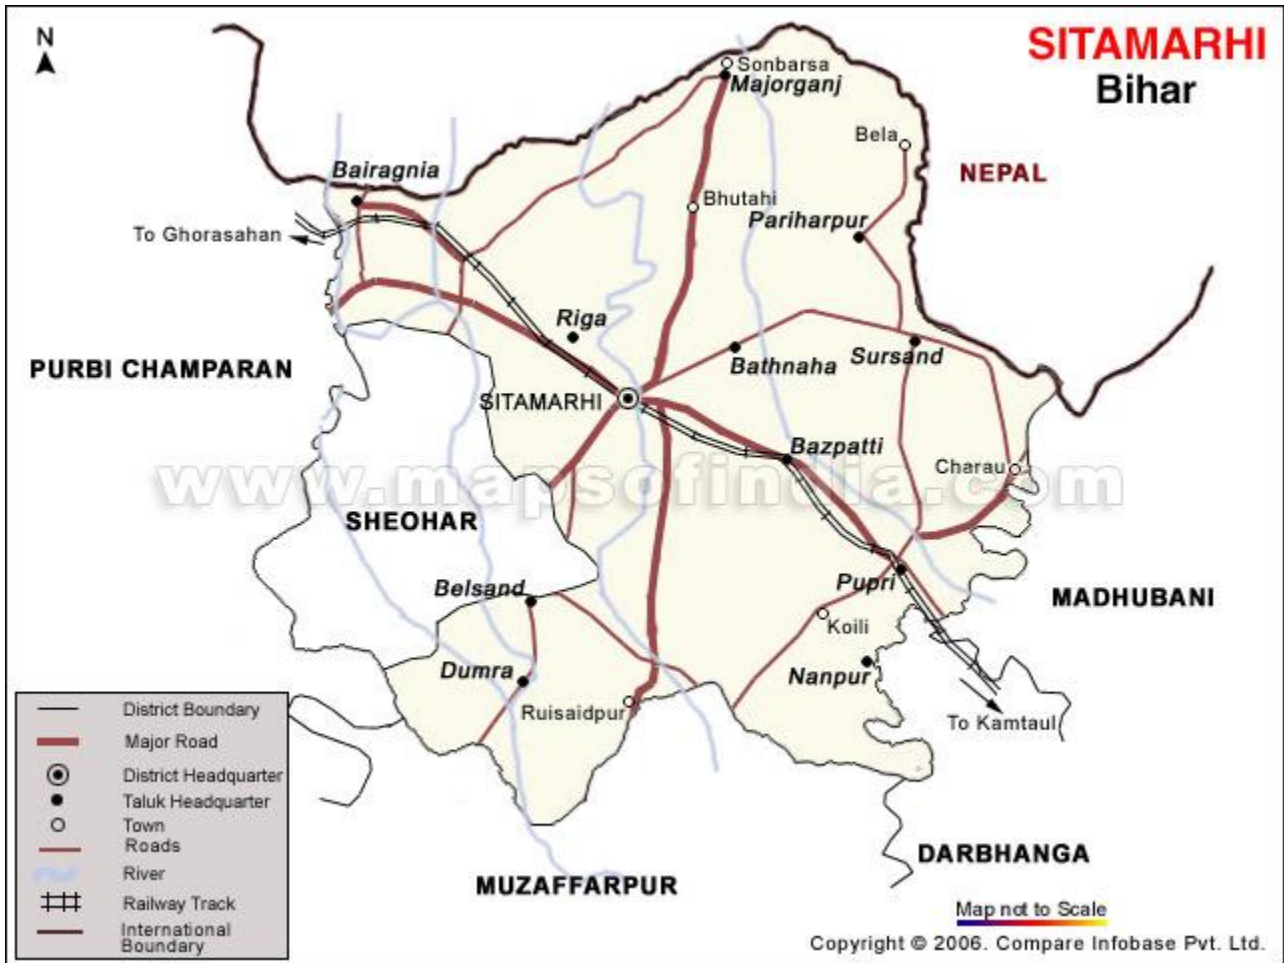 N
SITAMARHI
Bihar
Sonbarsa
Majorganj
Bela
Bairagnia
NEPAL
Bhutahi
Pariharpur
To Ghorasahan
Riga
Bathnaha
Sursand
PURBI CHAMPARAN
SITAMARHI
Bazpatti
Charau
www.mapsofindia.com
SHEOHAR
Belsand
Pupri
MADHUBANI
Koili
Dumra
Nanpur
Ruisaidpur
To Kamtaul
District Boundary
Major Road
District Headquarter
Taluk Headquarter
Town
Roads
River
Railway Track
International
Boundary
DARBHANGA
MUZAFFARPUR
Map not to Scale
Copyright © 2006. Compare Infobase Pvt. Ltd.